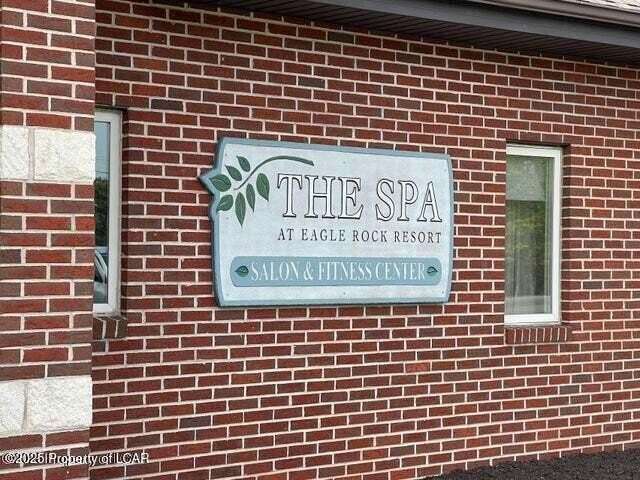 THE SPA
AT EAGLE ROCK RESORT
SALON & FITNESS CENTER
©2025 Property of LCAR